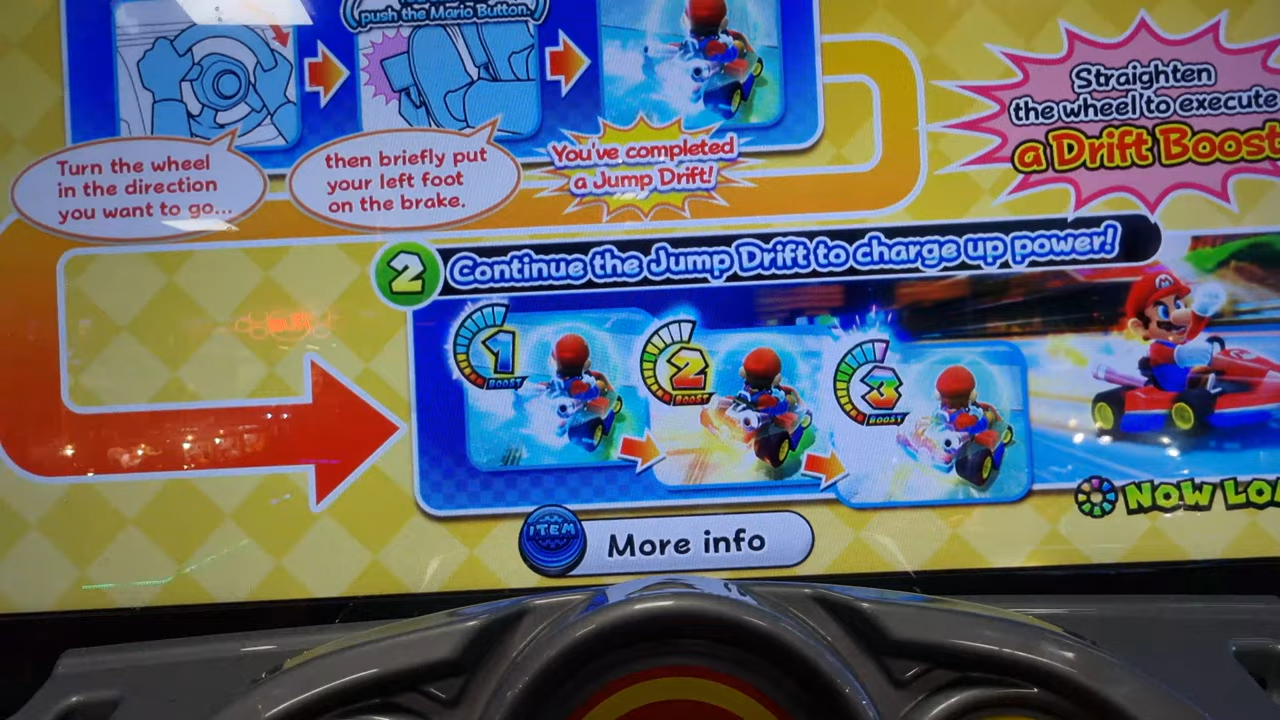 push the Mario Button.
Turn the wheel
in the direction
you want to go...
then briefly put
your left foot
on the brake.
You've completed
a Jump Drift!
Straighten
the wheel to execute
a Drift Boost
2 Continue the Jump Drift to charge up power!
1
BOOST
2
BOOST
3
BOOST
NOW
ITEM
More info